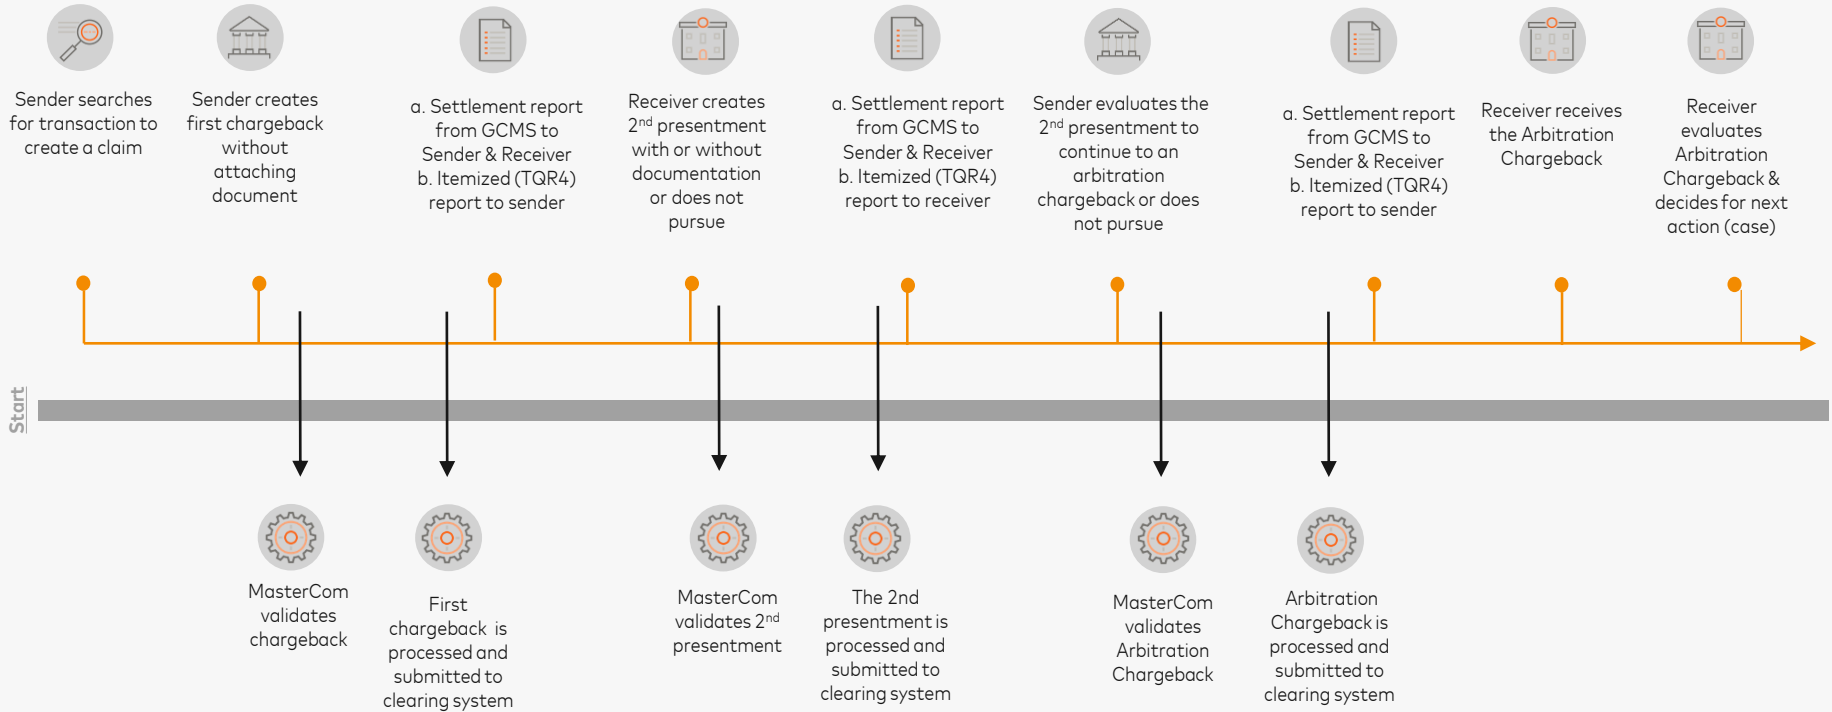 Sender searches
for transaction to
create a claim
Sender creates
first chargeback
without
attaching
document
a. Settlement report
from GCMS to
Sender & Receiver
b. Itemized (TQR4)
report to sender
Receiver creates
2nd presentment
with or without
documentation
or does not
pursue
a. Settlement report
from GCMS to
Sender & Receiver
b. Itemized (TQR4)
report to receiver
Sender evaluates the
2nd presentment to
continue to an
arbitration
chargeback or does
not pursue
a. Settlement report
from GCMS to
Sender & Receiver
b. Itemized (TQR4)
report to sender
Receiver receives
the Arbitration
Chargeback
Receiver
evaluates
Arbitration
Chargeback &
decides for next
action (case)
Start
MasterCom
validates
chargeback
First
chargeback is
processed and
submitted to
clearing system
MasterCom
validates 2nd
presentment
The 2nd
presentment is
processed and
submitted to
clearing system
MasterCom
validates
Arbitration
Chargeback
Arbitration
Chargeback is
processed and
submitted to
clearing system